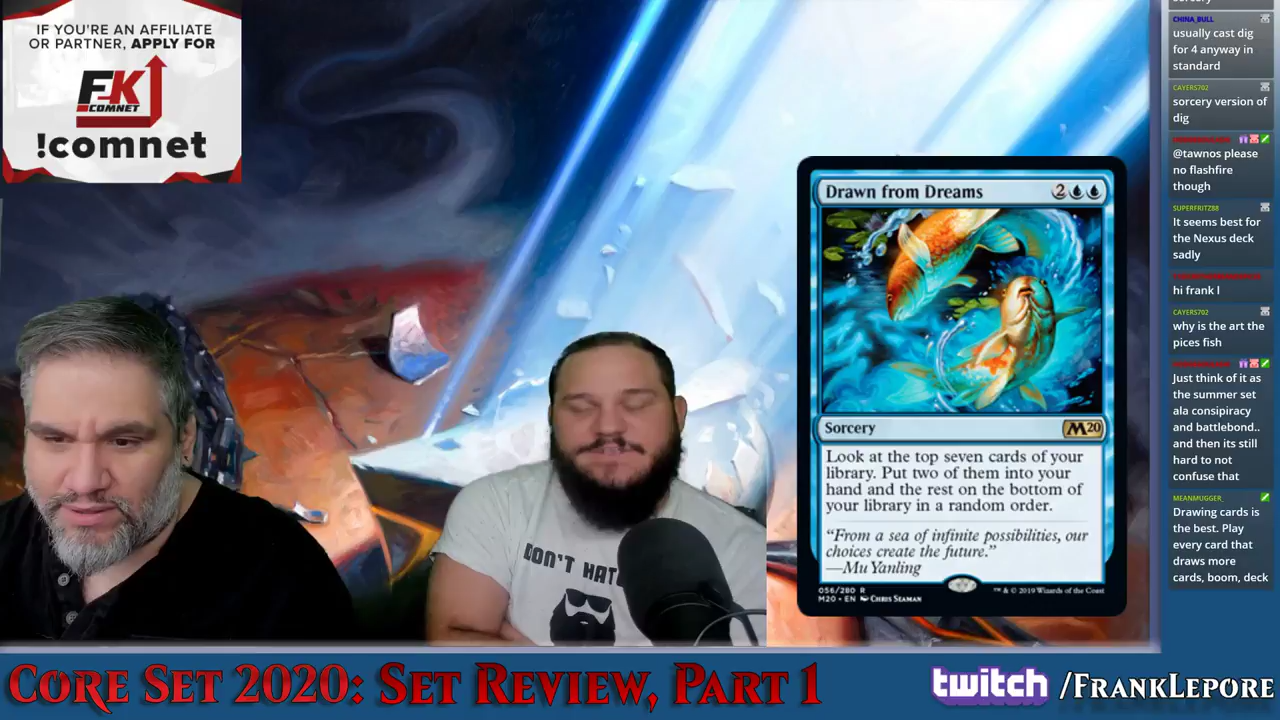 IF YOU'RE AN AFFILIATE
OR PARTNER, APPLY FOR
F2K
COMNET
!comnet
Drawn from Dreams 2
Sorcery
M20
Look at the top seven cards of your
library. Put two of them into your
hand and the rest on the bottom of
your library in a random order.
“From a sea of infinite possibilities, our
choices create the future.”
—Mu Yanling
056/280 R
M20 • EN Chris Seaman
™ & © 2019 Wizards of the Coast
DON'T HAT
sorcery
CHINA_BULL
usually cast dig
for 4 anyway in
standard
CAYERS702
sorcery version of
dig
@tawnos please
no flashfire
though
SUPERFRITZ88
It seems best for
the Nexus deck
sadly
hi frank l
CAYERS702
why is the art the
pices fish
Just think of it as
the summer set
ala conspiracy
and battlebond..
and then its still
hard to not
confuse that
MEANMUGGER_
Drawing cards is
the best. Play
every card that
draws more
cards, boom, deck
Core Set 2020: Set Review, Part 1
twitch /FrankLepore